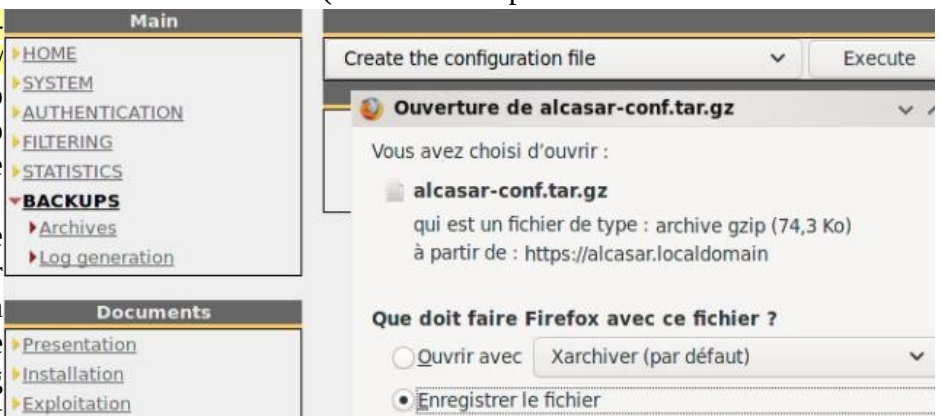 Main
HOME
SYSTEM
AUTHENTICATION
FILTERING
STATISTICS
BACKUPS
Archives
Log generation
Documents
Presentation
Installation
Exploitation
Create the configuration file
Execute
Ouverture de alcasar-conf.tar.gz
Vous avez choisi d'ouvrir :
alcasar-conf.tar.gz
qui est un fichier de type : archive gzip (74,3 Ko)
à partir de : https://alcasar.localdomain
Que doit faire Firefox avec ce fichier ?
Ouvrir avec Xarchiver (par défaut)
Enregistrer le fichier